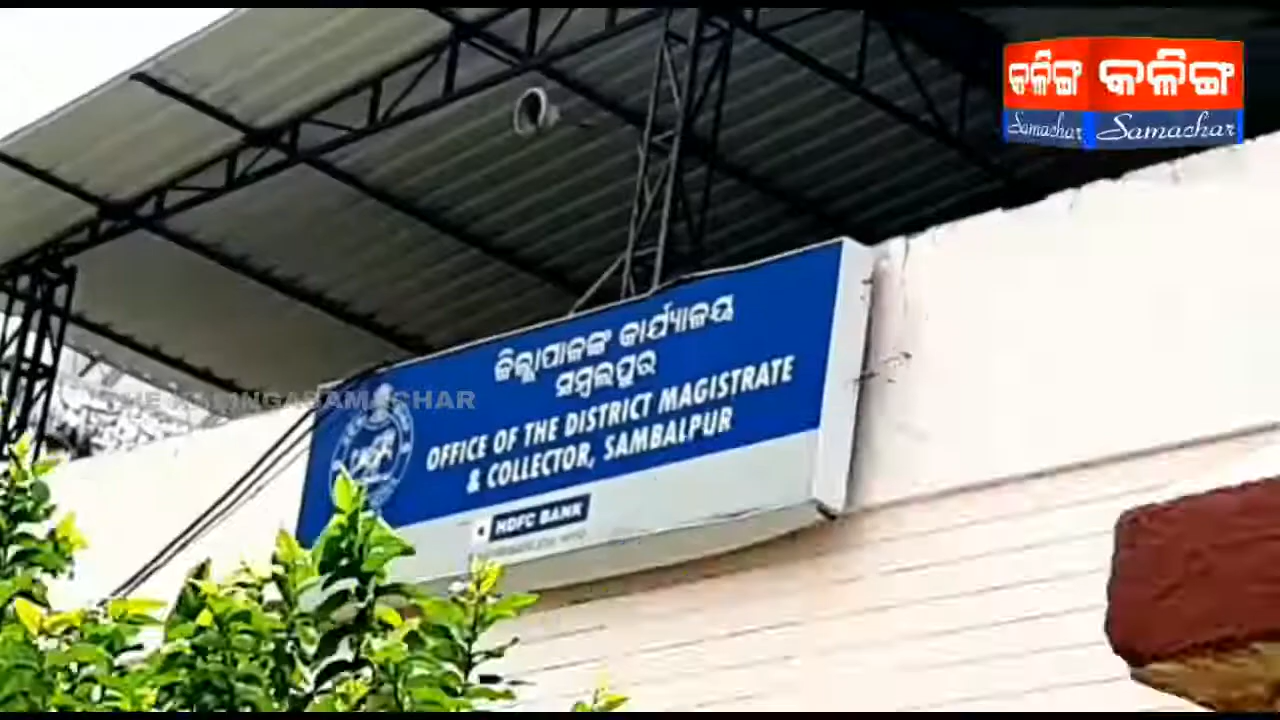 କଳିଙ୍ଗ କଳିଙ୍ଗ
Samachar Samachar
ଜିଲ୍ଲାପାଳଙ୍କ କାର୍ଯ୍ୟାଳୟ
ସମ୍ବଲପୁର
OFFICE OF THE DISTRICT MAGISTRATE
& COLLECTOR, SAMBALPUR
HDFC BANK